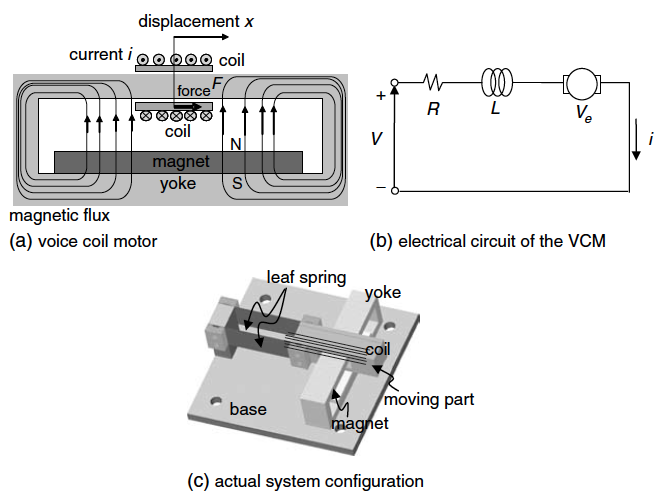 displacement x
current i
coil
force F
coil
N
magnet
yoke
S
magnetic flux
(a) voice coil motor
+
R
L
Ve
V
i
−
(b) electrical circuit of the VCM
leaf spring
yoke
coil
base
moving part
magnet
(c) actual system configuration